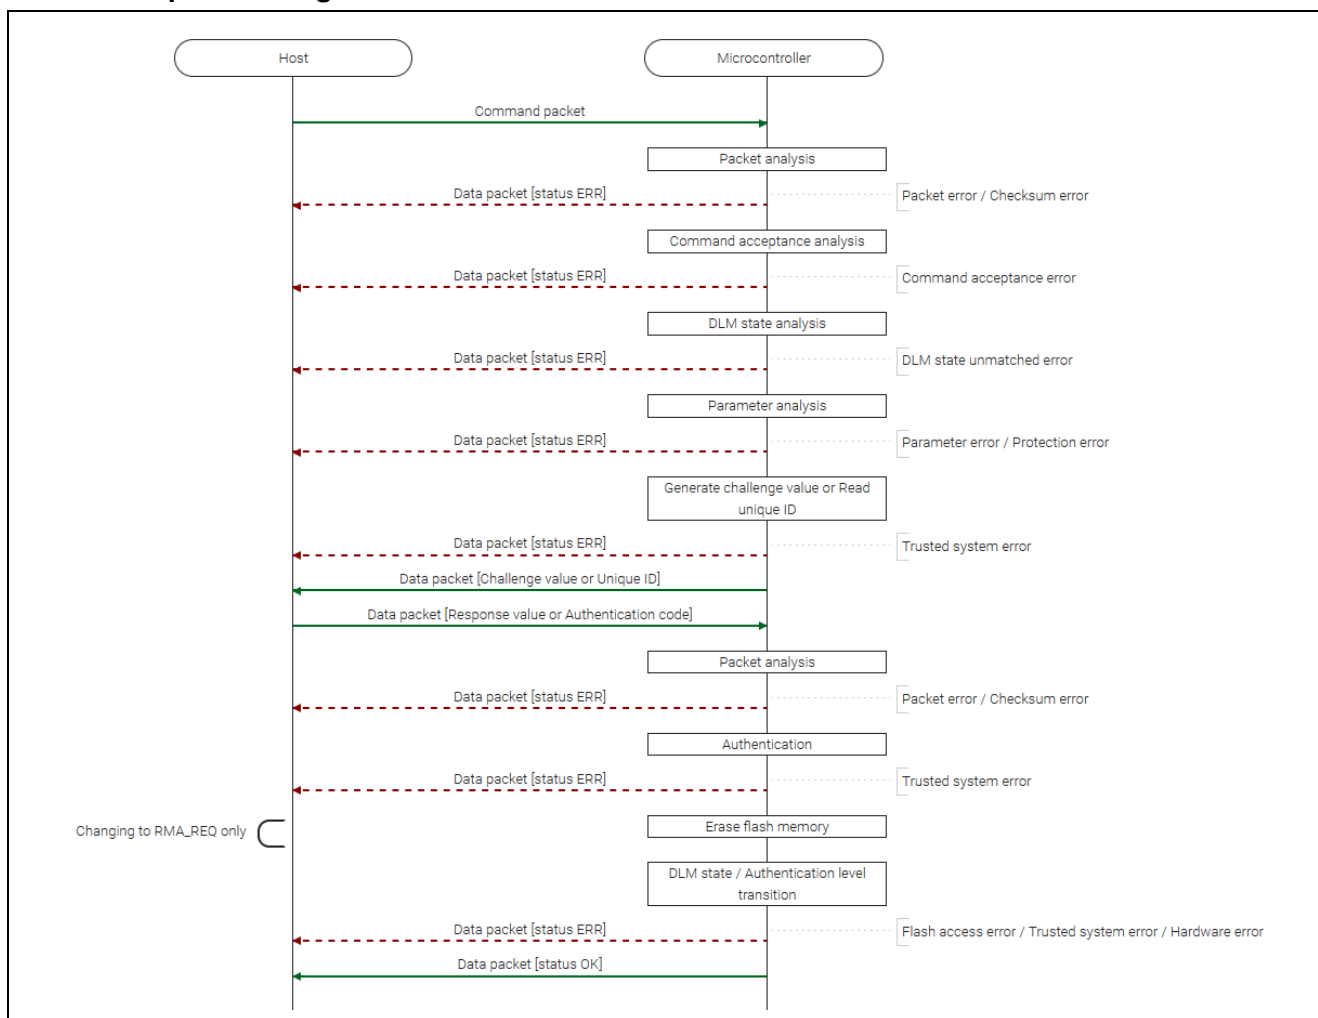 Host
Microcontroller
Command packet
Packet analysis
Data packet [status ERR]
Packet error / Checksum error
Command acceptance analysis
Data packet [status ERR]
Command acceptance error
DLM state analysis
Data packet [status ERR]
DLM state unmatched error
Parameter analysis
Data packet [status ERR]
Parameter error / Protection error
Generate challenge value or Read
unique ID
Data packet [status ERR]
Trusted system error
Data packet [Challenge value or Unique ID]
Data packet [Response value or Authentication code]
Packet analysis
Data packet [status ERR]
Packet error / Checksum error
Authentication
Data packet [status ERR]
Trusted system error
Changing to RMA_REQ only
Erase flash memory
DLM state / Authentication level
transition
Data packet [status ERR]
Flash access error / Trusted system error / Hardware error
Data packet [status OK]